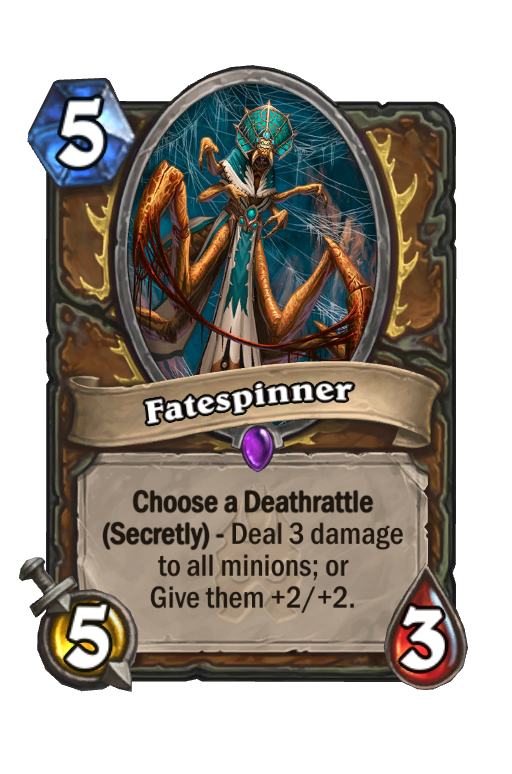 5
Fatespinner
Choose a Deathrattle
(Secretly) - Deal 3 damage
to all minions; or
Give them +2/+2.
5
3